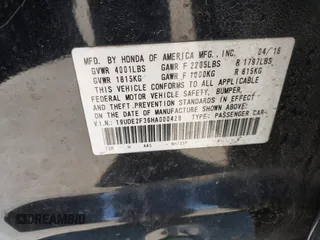 MFD. BY HONDA OF AMERICA MFG., INC. 04/16
GVWR 4001LBS GAWR F 2205LBS R 1797LBS
GVWR 1815KG GAWR F 1000KG R 815KG
THIS VEHICLE CONFORMS TO ALL APPLICABLE
FEDERAL MOTOR VEHICLE SAFETY, BUMPER,
AND THEFT PREVENTION STANDARDS IN EFFECT
ON THE DATE OF MANUFACTURE SHOWN ABOVE.
V.I.N.: 19UDE2F36HA000428 TYPE: PASSENGER CAR
AAS
DREAMBID